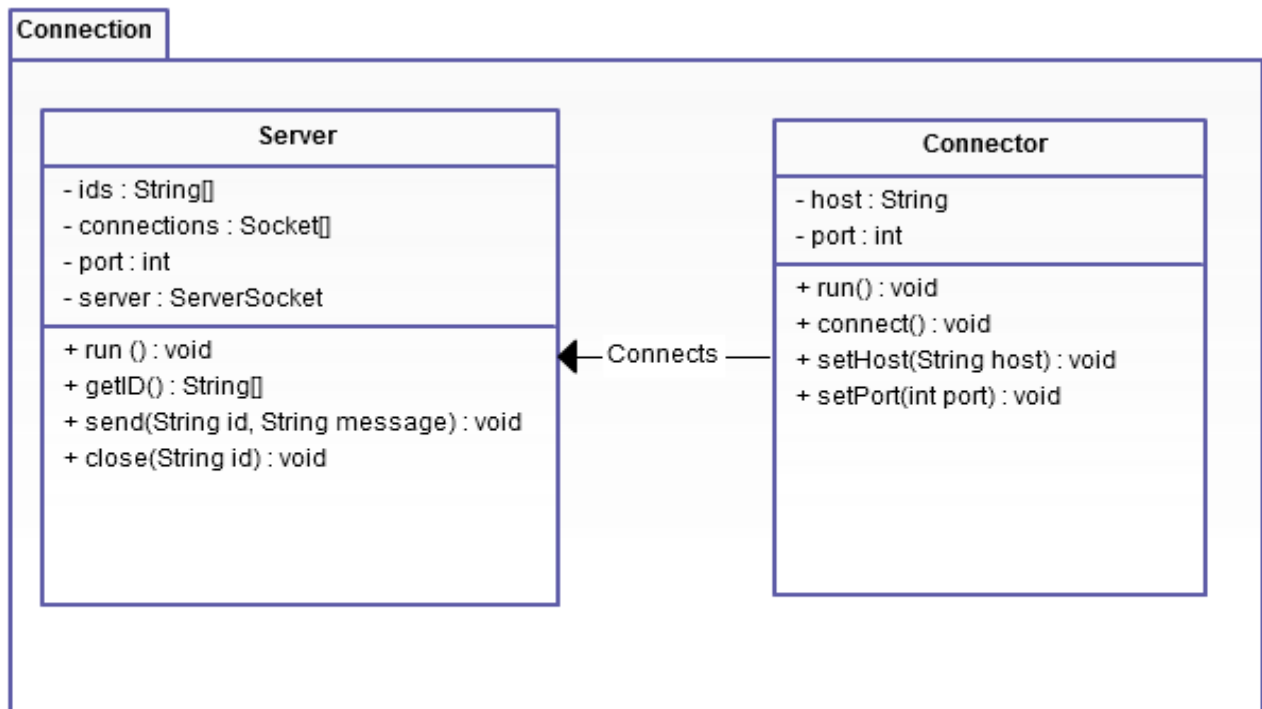 Connection
Server
- ids : String[]
- connections : Socket[]
- port : int
- server : ServerSocket
+ run () : void
+ getID() : String[]
+ send(String id, String message) : void
+ close(String id) : void
Connects
Connector
- host : String
- port : int
+ run() : void
+ connect() : void
+ setHost(String host) : void
+ setPort(int port) : void